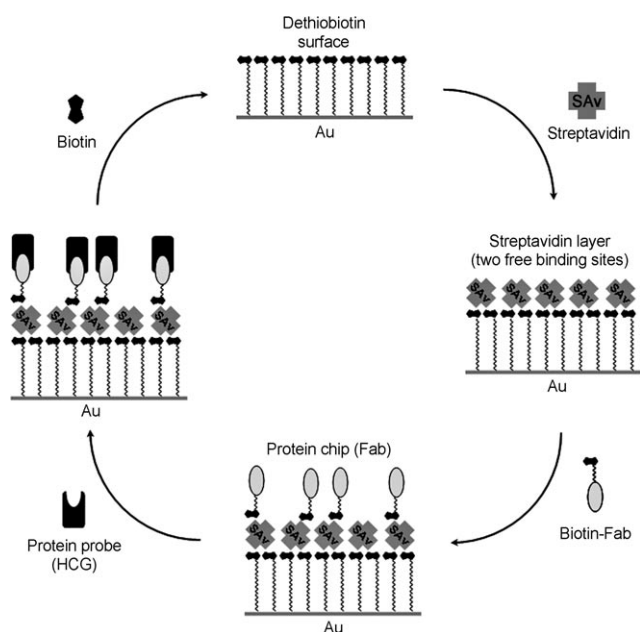 Dethiobiotin
surface
Au
Biotin
SAv
Streptavidin
Streptavidin layer
(two free binding sites)
SAv SAv SAv SAv SAv
Au
Biotin-Fab
Protein chip (Fab)
SAv SAv SAv SAv SAv
Au
Protein probe
(HCG)
SAv SAv SAv SAv SAv
Au